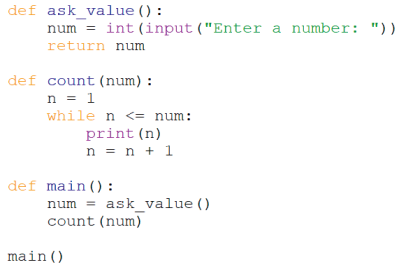 def ask_value():
    num = int(input("Enter a number: "))
    return num

def count(num):
    n = 1
    while n <= num:
        print(n)
        n = n + 1

def main():
    num = ask_value()
    count(num)

main()